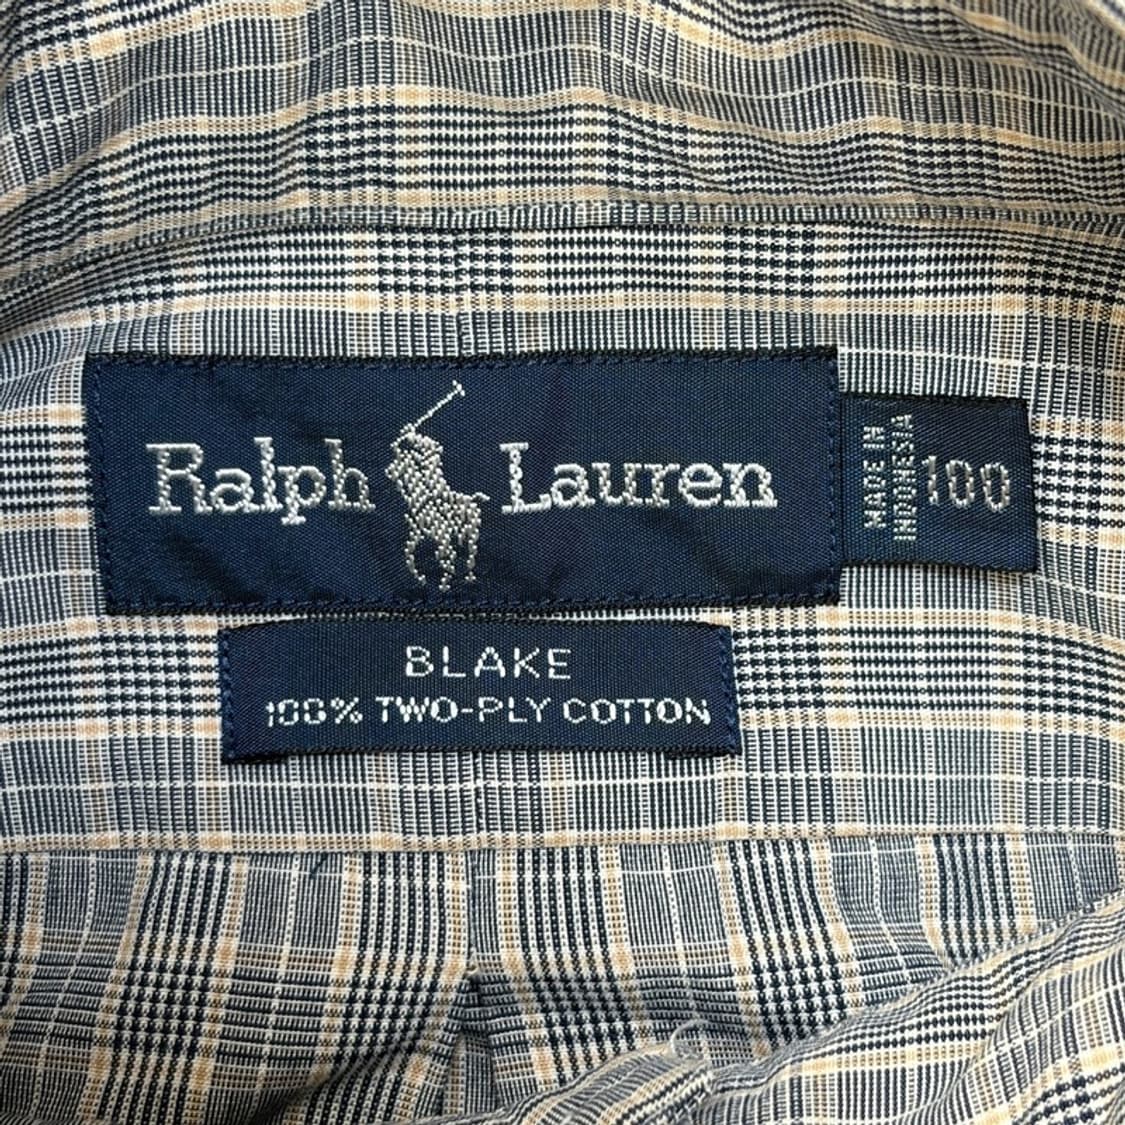 Ralph Lauren
MADE IN
INDONESIA
100
BLAKE
100% TWO-PLY COTTON